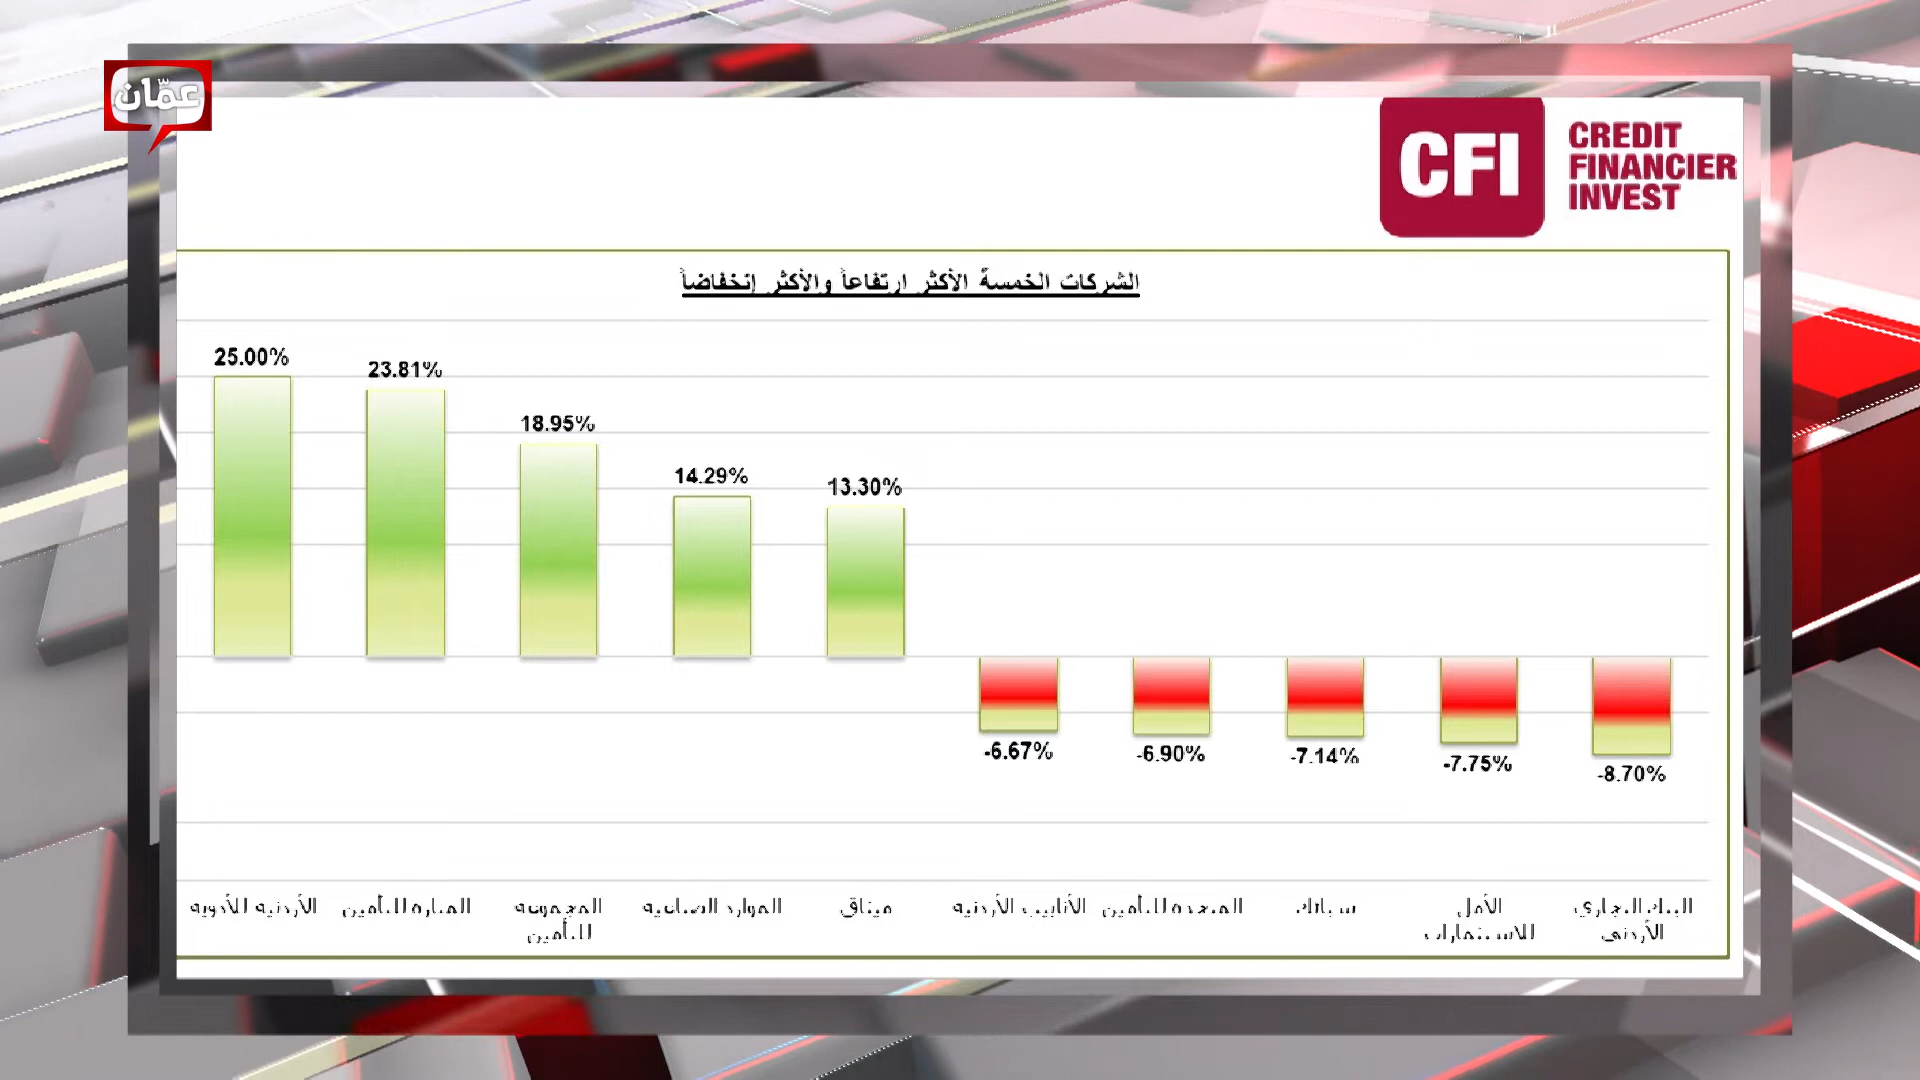 عمّان
CFI
CREDIT
FINANCIER
INVEST
الشركات الخمسة الأكثر ارتفاعاً والأكثر إنخفاضاً
25.00%
23.81%
18.95%
14.29%
13.30%
-6.67%
-6.90%
-7.14%
-7.75%
-8.70%
الأردنية للأدوية
المنارة للتأمين
المجموعة
للتأمين
الموارد الصناعية
ميثاق
الأنابيب الأردنية
المتحدة للتأمين
الأمل
للاستثمارات
البنك التجاري
الأردني